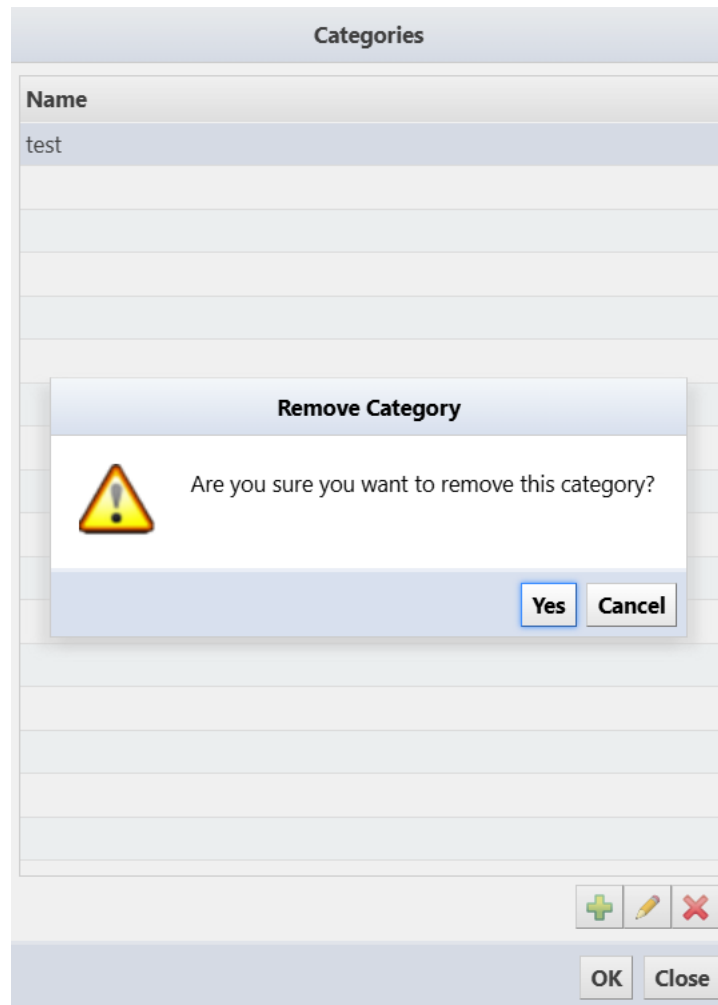 Categories
Name
test
Remove Category
Are you sure you want to remove this category?
Yes Cancel
OK Close